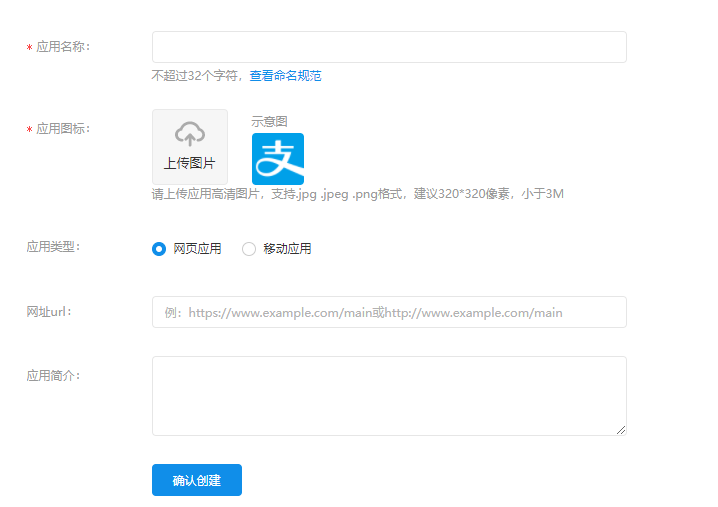 * 应用名称:
不超过32个字符，查看命名规范
* 应用图标:
示意图
支
上传图片
请上传应用高清图片，支持.jpg .jpeg .png格式，建议320*320像素，小于3M
应用类型:
网页应用 移动应用
网址url:
例：https://www.example.com/main或http://www.example.com/main
应用简介:
确认创建